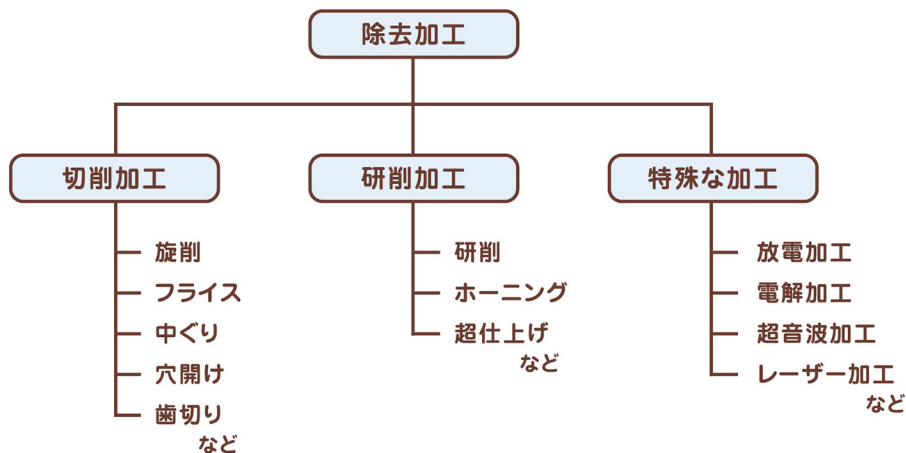 除去加工
切削加工
旋削
フライス
中ぐり
穴開け
歯切り
など
研削加工
研削
ホーニング
超仕上げ
など
特殊な加工
放電加工
電解加工
超音波加工
レーザー加工
など